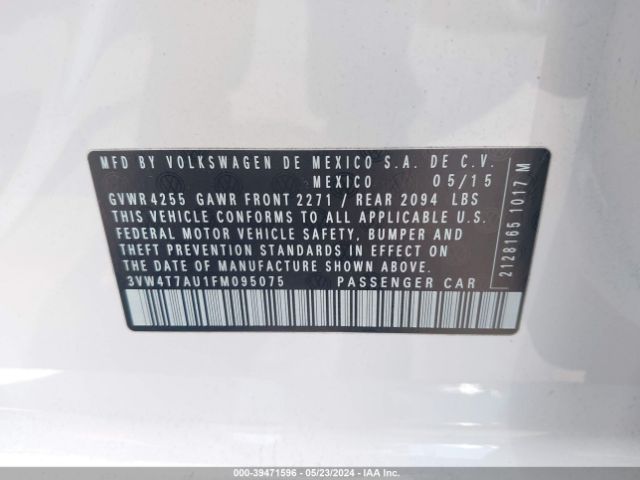 MFD BY VOLKSWAGEN DE MEXICO S.A. DE C.V.
MEXICO 05/15
GVWR 4255 GAWR FRONT 2271 / REAR 2094 LBS
THIS VEHICLE CONFORMS TO ALL APPLICABLE U.S.
FEDERAL MOTOR VEHICLE SAFETY, BUMPER AND
THEFT PREVENTION STANDARDS IN EFFECT ON
THE DATE OF MANUFACTURE SHOWN ABOVE.
3VW4T7AU1FM095075 PASSENGER CAR
2128165 1017 M
000-39471596 - 05/23/2024 - IAA Inc.